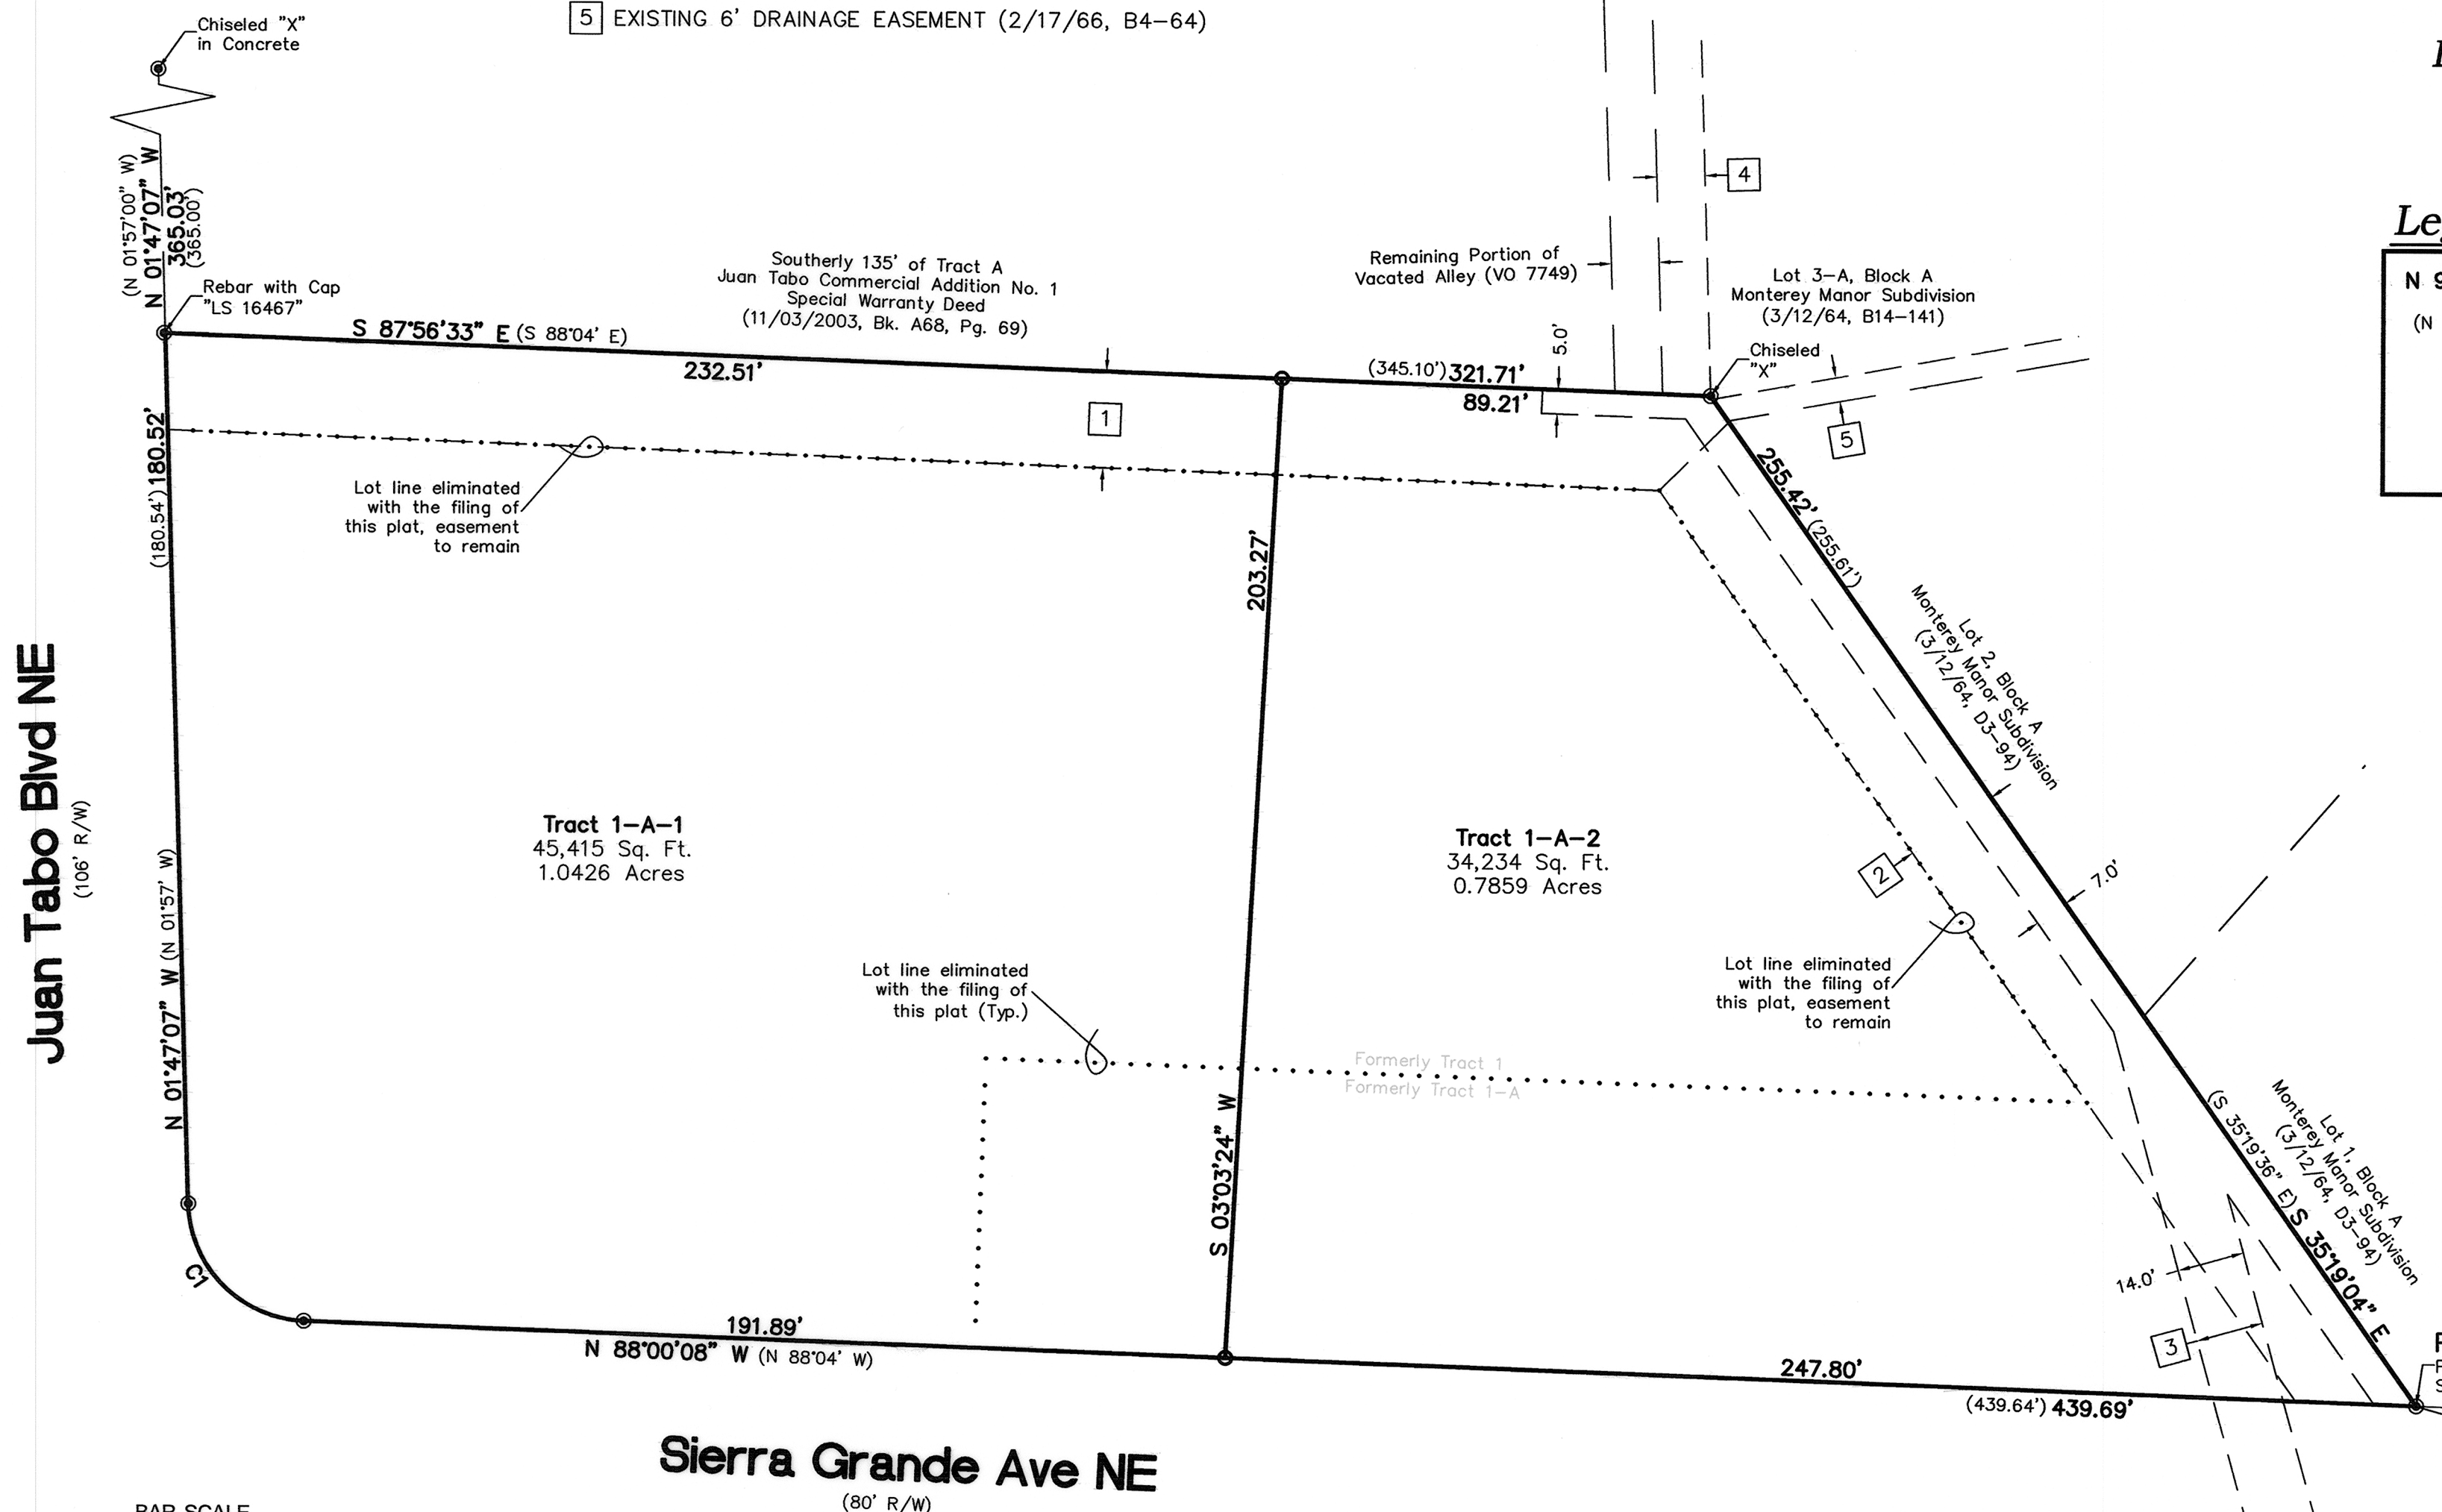 Chiseled "X"
in Concrete
5 EXISTING 6' DRAINAGE EASEMENT (2/17/66, B4-64)
(N 01°57'00" W)
N 01°47'07" W
365.03'
(365.00')
Rebar with Cap
"LS 16467"
Southerly 135' of Tract A
Juan Tabo Commercial Addition No. 1
Special Warranty Deed
(11/03/2003, Bk. A68, Pg. 69)
S 87°56'33" E (S 88°04' E)
232.51'
Remaining Portion of
Vacated Alley (VO 7749)
4
Lot 3-A, Block A
Monterey Manor Subdivision
(3/12/64, B14-141)
5.0'
Chiseled
"X"
(345.10') 321.71'
89.21'
5
1
(180.54') 180.52'
Lot line eliminated
with the filing of
this plat, easement
to remain
203.27'
255.42' (255.61')
Lot 2, Block A
Monterey Manor Subdivision
(3/12/64, D3-94)
Juan Tabo Blvd NE
(106' R/W)
Tract 1-A-1
45,415 Sq. Ft.
1.0426 Acres
Tract 1-A-2
34,234 Sq. Ft.
0.7859 Acres
2
7.0'
N 01°47'07" W (N 01°57' W)
Lot line eliminated
with the filing of
this plat (Typ.)
Lot line eliminated
with the filing of
this plat, easement
to remain
Formerly Tract 1
Formerly Tract 1-A
S 03°03'24" W
Lot 1, Block A
Monterey Manor Subdivision
(3/12/64, D3-94)
(S 35°19'36" E) S 35°19'04" E
14.0'
3
C1
191.89'
N 88°00'08" W (N 88°04' W)
247.80'
(439.64') 439.69'
Sierra Grande Ave NE
(80' R/W)
BAR SCALE
Le
N 9
(N